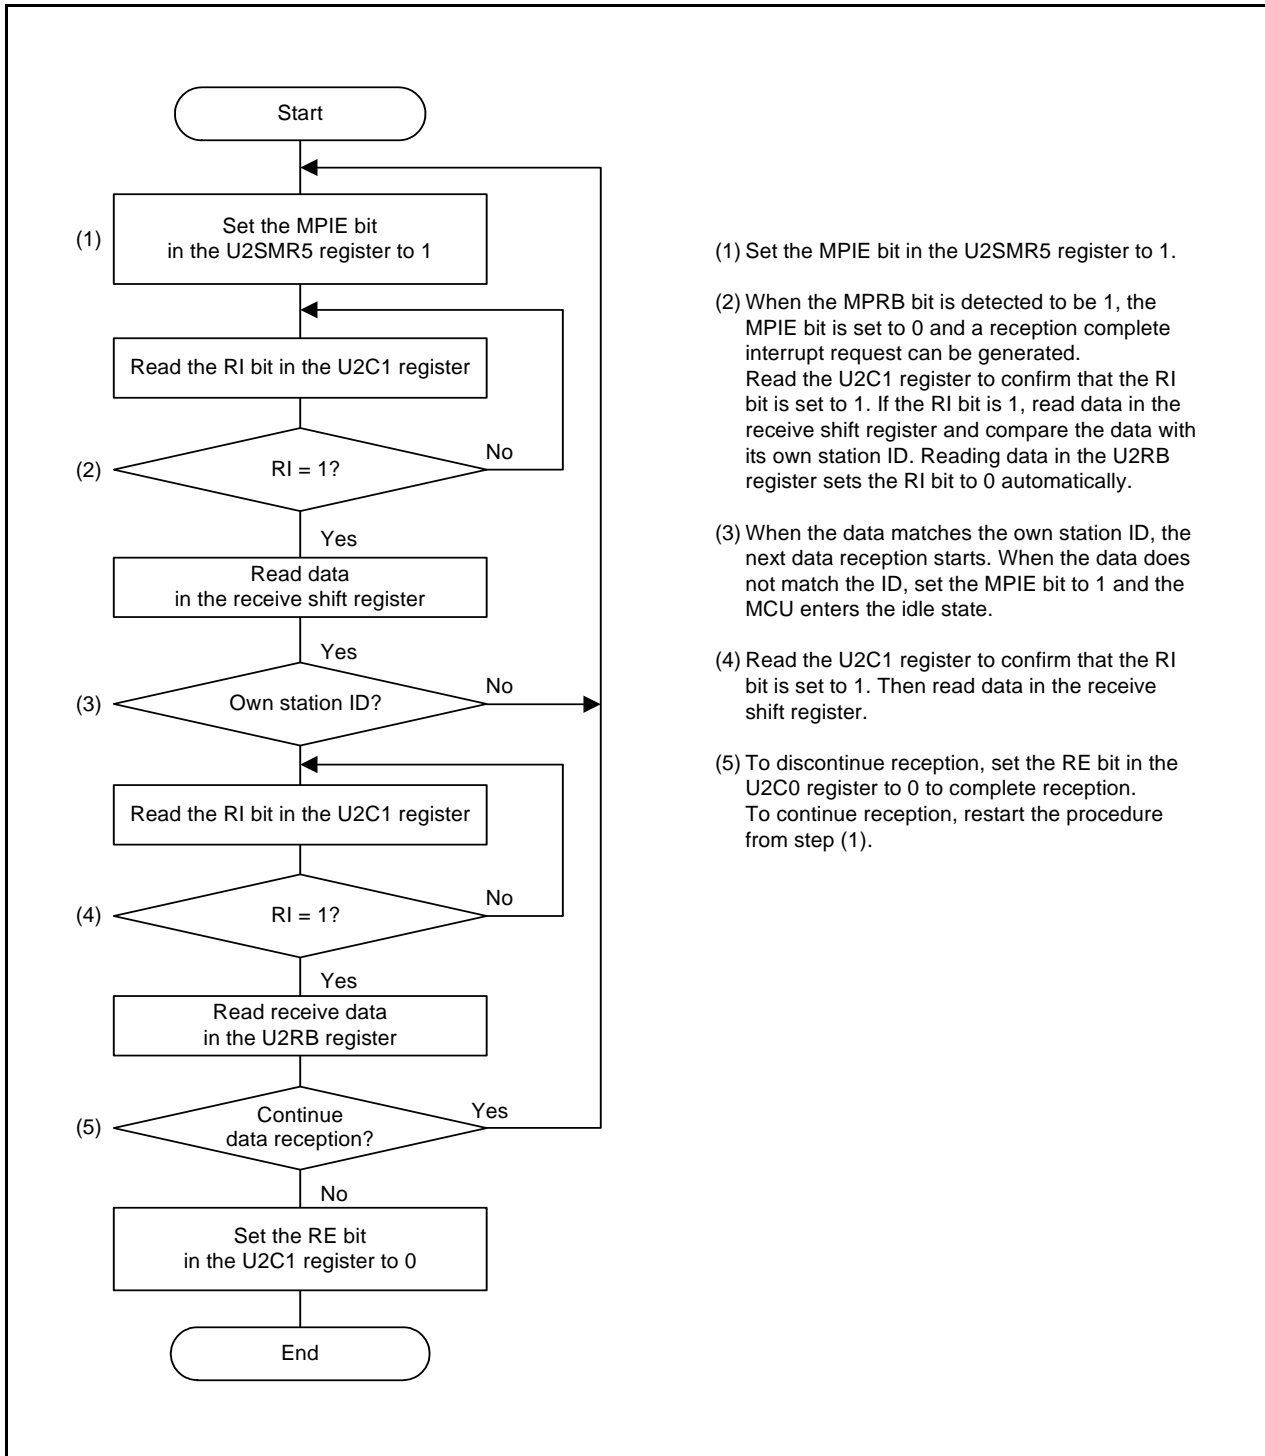 Start
(1)
Set the MPIE bit
in the U2SMR5 register to 1
Read the RI bit in the U2C1 register
(2)
RI = 1?
No
Yes
Read data
in the receive shift register
Yes
(3)
Own station ID?
No
Read the RI bit in the U2C1 register
(4)
RI = 1?
No
Yes
Read receive data
in the U2RB register
(5)
Continue
data reception?
Yes
No
Set the RE bit
in the U2C1 register to 0
End
(1) Set the MPIE bit in the U2SMR5 register to 1.
(2) When the MPRB bit is detected to be 1, the
MPIE bit is set to 0 and a reception complete
interrupt request can be generated.
Read the U2C1 register to confirm that the RI
bit is set to 1. If the RI bit is 1, read data in the
receive shift register and compare the data with
its own station ID. Reading data in the U2RB
register sets the RI bit to 0 automatically.
(3) When the data matches the own station ID, the
next data reception starts. When the data does
not match the ID, set the MPIE bit to 1 and the
MCU enters the idle state.
(4) Read the U2C1 register to confirm that the RI
bit is set to 1. Then read data in the receive
shift register.
(5) To discontinue reception, set the RE bit in the
U2C0 register to 0 to complete reception.
To continue reception, restart the procedure
from step (1).